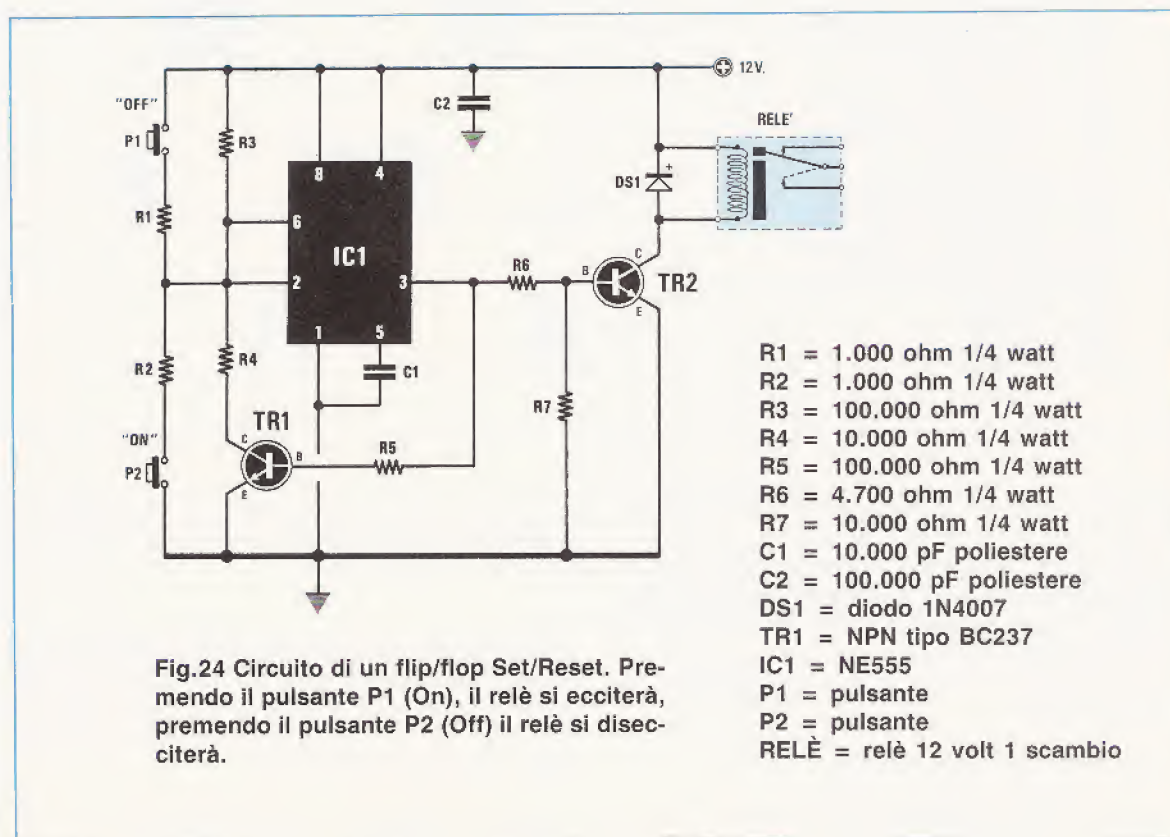 12V.
"OFF"
P1
R3
C2
RELE'
8
4
+
DS1
R1
6
IC1
C
R6
B
TR2
2
3
E
1
5
R2
R4
C1
R7
TR1
C
"ON"
P2
B
R5
E
R1 = 1.000 ohm 1/4 watt
R2 = 1.000 ohm 1/4 watt
R3 = 100.000 ohm 1/4 watt
R4 = 10.000 ohm 1/4 watt
R5 = 100.000 ohm 1/4 watt
R6 = 4.700 ohm 1/4 watt
R7 = 10.000 ohm 1/4 watt
C1 = 10.000 pF poliestere
C2 = 100.000 pF poliestere
DS1 = diodo 1N4007
TR1 = NPN tipo BC237
IC1 = NE555
P1 = pulsante
P2 = pulsante
RELÈ = relè 12 volt 1 scambio
Fig.24 Circuito di un flip/flop Set/Reset. Pre-
mendo il pulsante P1 (On), il relè si ecciterà,
premendo il pulsante P2 (Off) il relè si disec-
citerà.